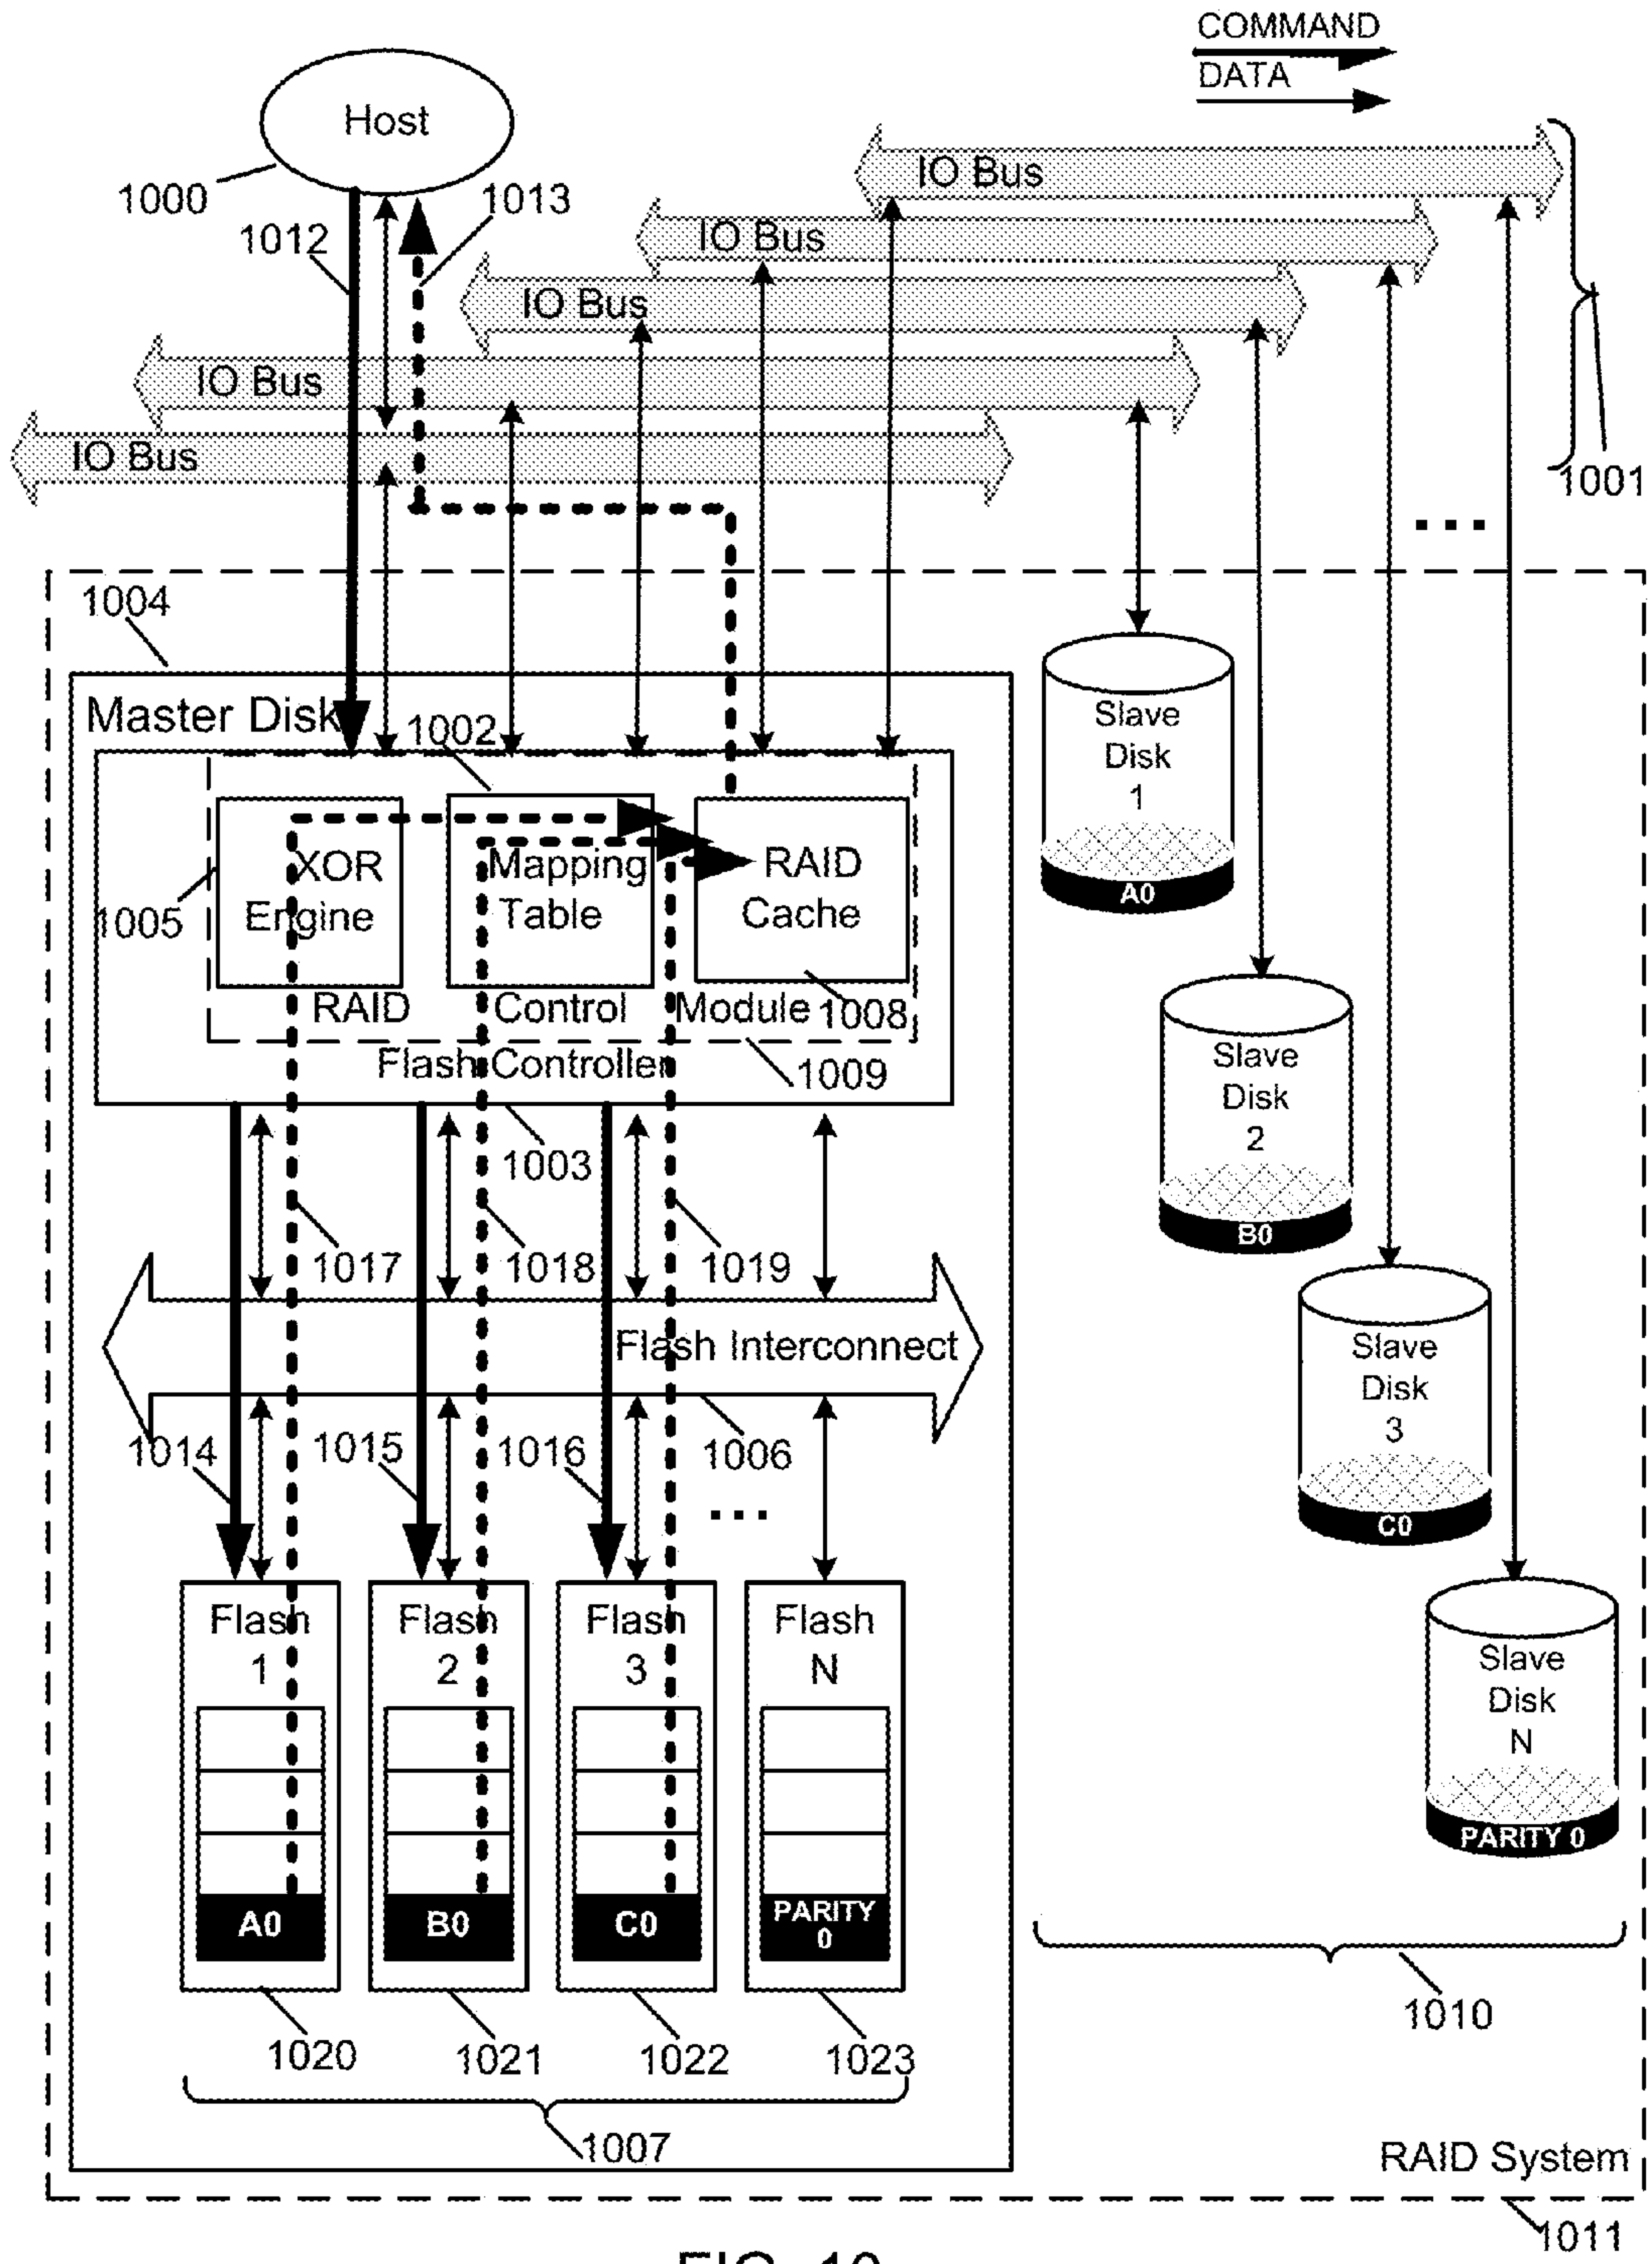 COMMAND
DATA
Host
1000
1013
1012
IO Bus
IO Bus
IO Bus
IO Bus
IO Bus
1001
...
1004
Master Disk
1002
XOR
Engine
Mapping
Table
RAID
Cache
1005
RAID Control Module
1008
Flash Controller
1009
1003
1017
1018
1019
Flash Interconnect
1014
1015
1016
1006
...
Flash
1
Flash
2
Flash
3
Flash
N
A0
B0
C0
PARITY
0
1020
1021
1022
1023
1007
Slave
Disk
1
A0
Slave
Disk
2
B0
Slave
Disk
3
C0
Slave
Disk
N
PARITY 0
1010
RAID System
1011
FIG. 10